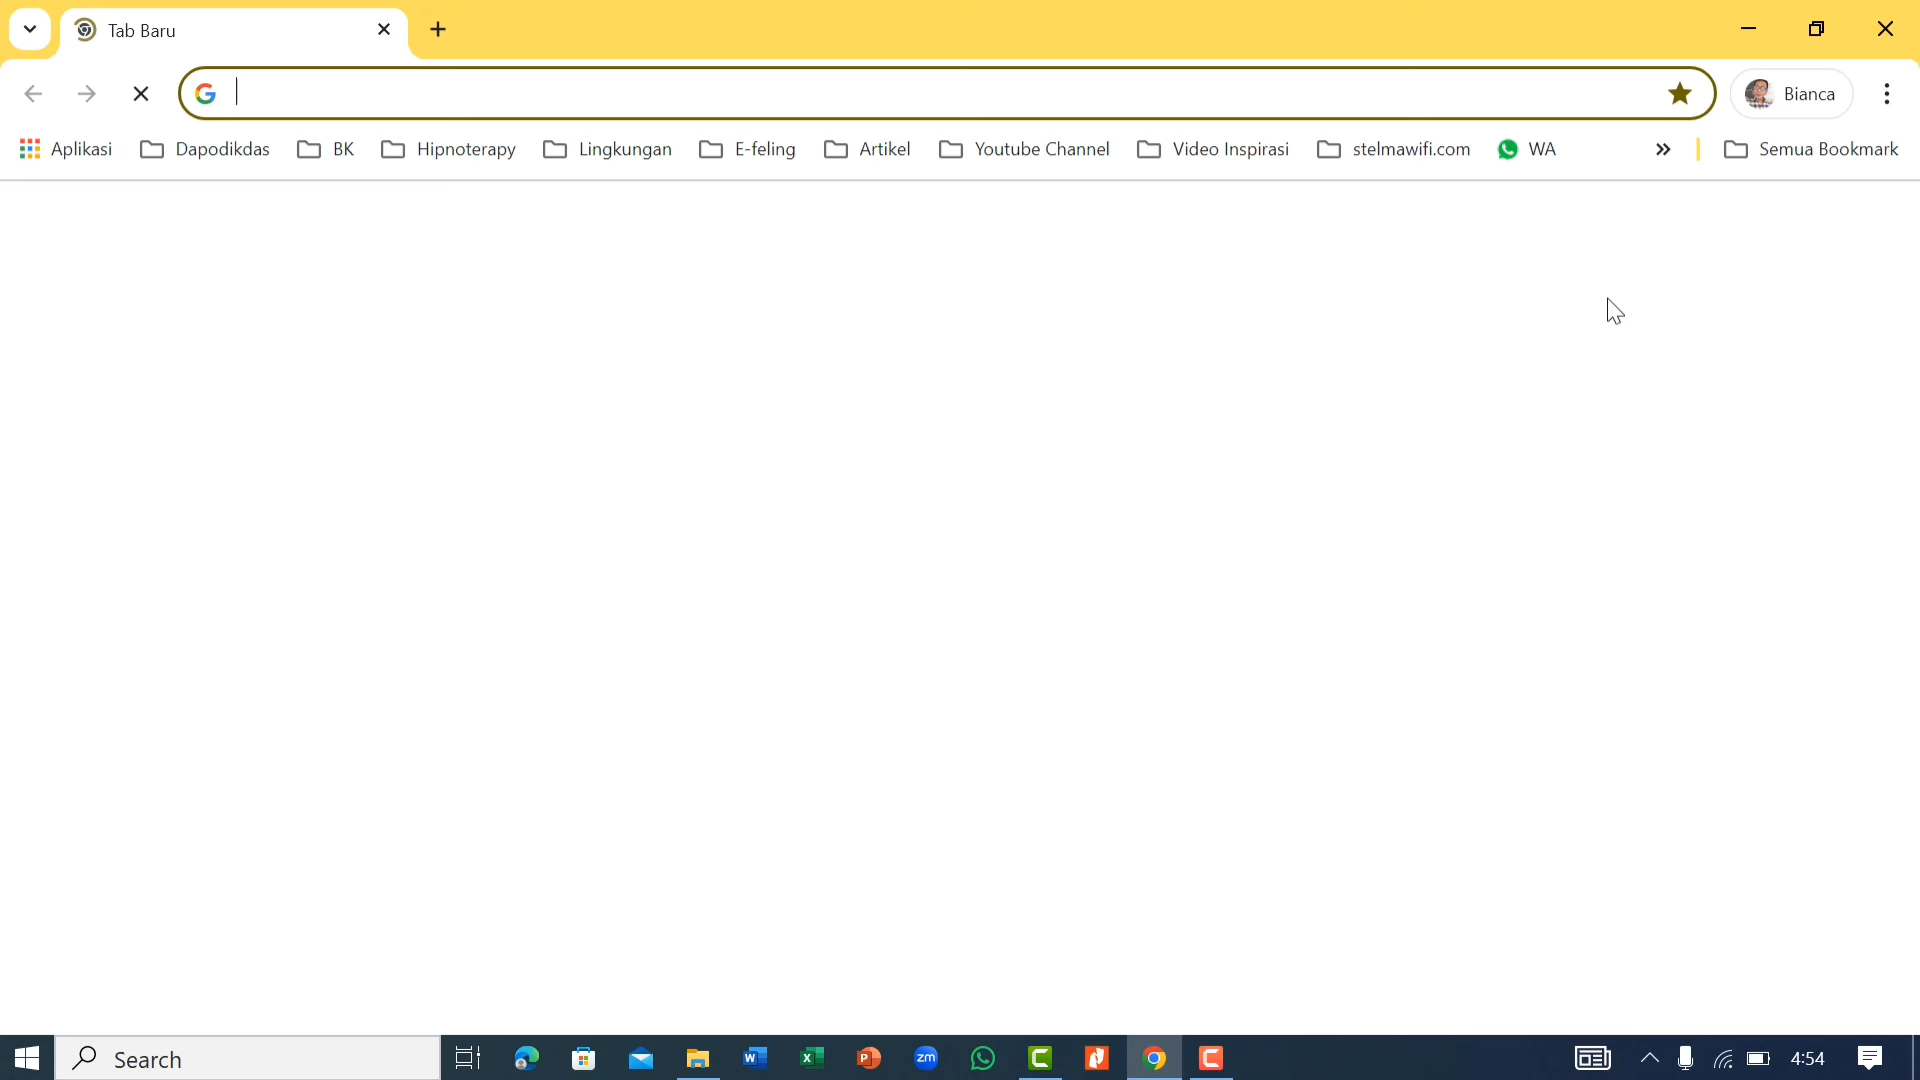 Tab Baru
Bianca
Aplikasi Dapodikdas BK Hipnoterapy Lingkungan E-feling Artikel Youtube Channel Video Inspirasi stelmawifi.com WA Semua Bookmark
Search 4:54